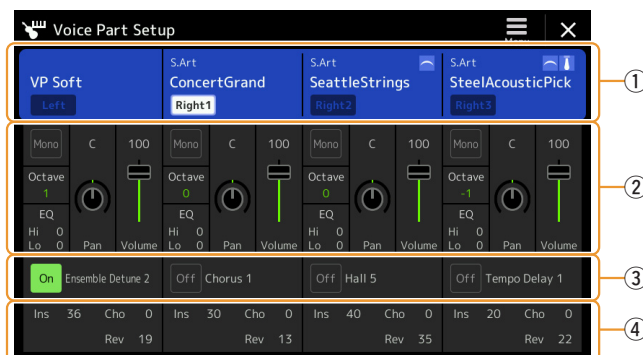 Voice Part Setup
Menu
VP Soft
Left
S.Art
ConcertGrand
Right1
S.Art
SeattleStrings
Right2
S.Art
SteelAcousticPick
Right3
1
Mono C 100 Mono C 100 Mono C 100 Mono C 100
Octave Octave Octave Octave
1 0 0 -1
EQ EQ EQ EQ
Hi 0 Hi 0 Hi 0 Hi 0
Lo 0 Pan Volume Lo 0 Pan Volume Lo 0 Pan Volume Lo 0 Pan Volume
2
On Ensemble Detune 2 Off Chorus 1 Off Hall 5 Off Tempo Delay 1
3
Ins 36 Cho 0 Ins 30 Cho 0 Ins 40 Cho 0 Ins 20 Cho 0
Rev 19 Rev 13 Rev 35 Rev 22
4